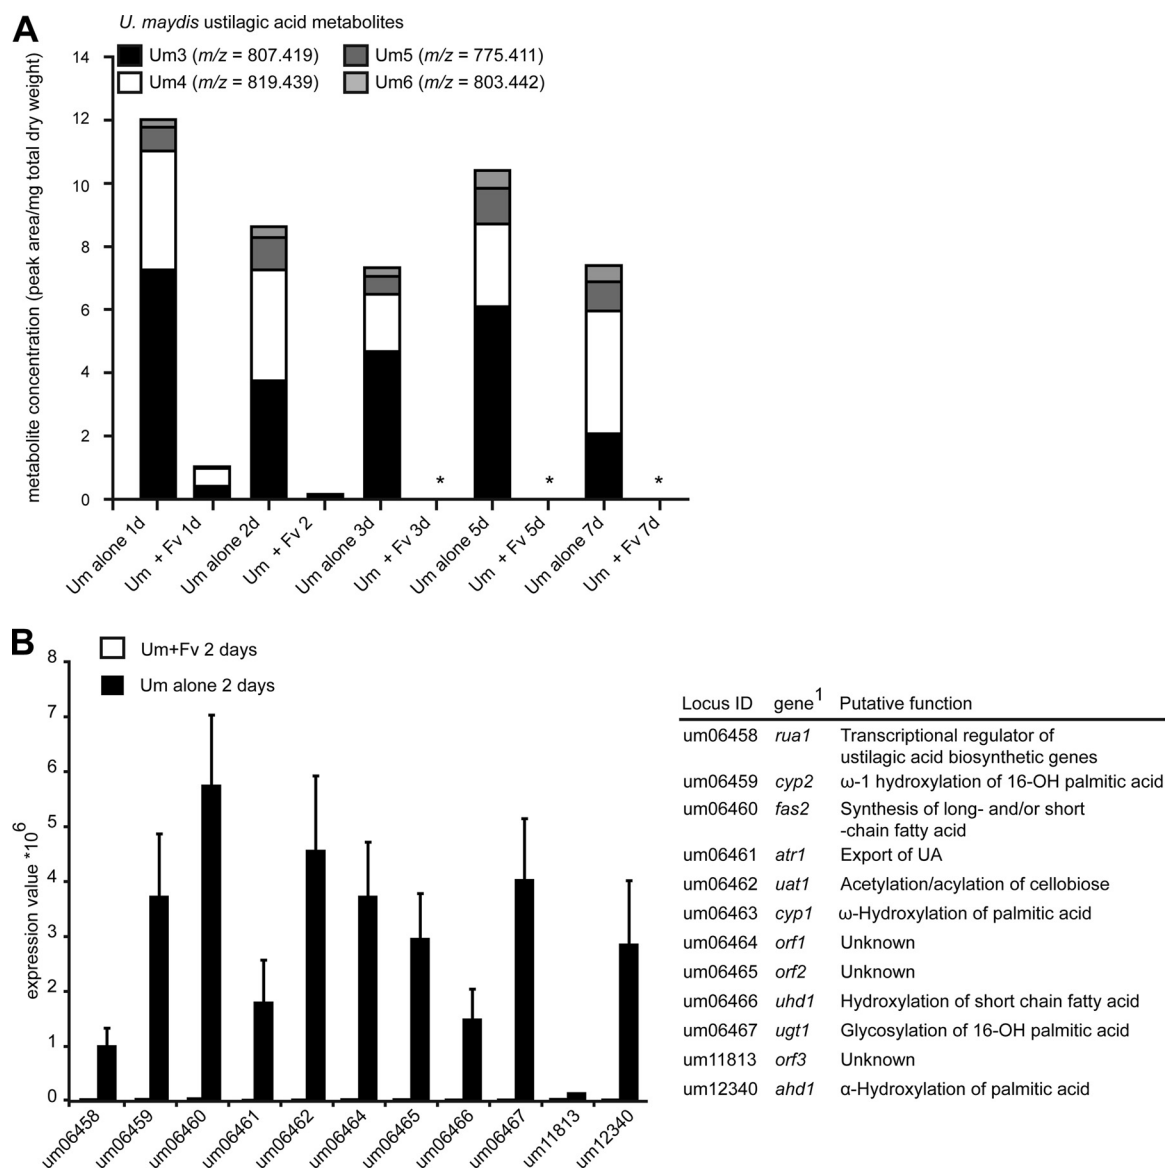 A
U. maydis ustilagic acid metabolites
Um3 (m/z = 807.419)
Um5 (m/z = 775.411)
Um4 (m/z = 819.439)
Um6 (m/z = 803.442)
metabolite concentration (peak area/mg total dry weight)
14
12
10
8
6
4
2
0
* * *
Um alone 1d
Um + Fv 1d
Um alone 2d
Um + Fv 2
Um alone 3d
Um + Fv 3d
Um alone 5d
Um + Fv 5d
Um alone 7d
Um + Fv 7d
B
Um+Fv 2 days
Um alone 2 days
expression value *10^6
8
7
6
5
4
3
2
1
0
um06458
um06459
um06460
um06461
um06462
um06464
um06465
um06466
um06467
um11813
um12340
Locus ID gene¹ Putative function
um06458 rua1 Transcriptional regulator of
ustilagic acid biosynthetic genes
um06459 cyp2 ω-1 hydroxylation of 16-OH palmitic acid
um06460 fas2 Synthesis of long- and/or short
-chain fatty acid
um06461 atr1 Export of UA
um06462 uat1 Acetylation/acylation of cellobiose
um06463 cyp1 ω-Hydroxylation of palmitic acid
um06464 orf1 Unknown
um06465 orf2 Unknown
um06466 uhd1 Hydroxylation of short chain fatty acid
um06467 ugt1 Glycosylation of 16-OH palmitic acid
um11813 orf3 Unknown
um12340 ahd1 α-Hydroxylation of palmitic acid